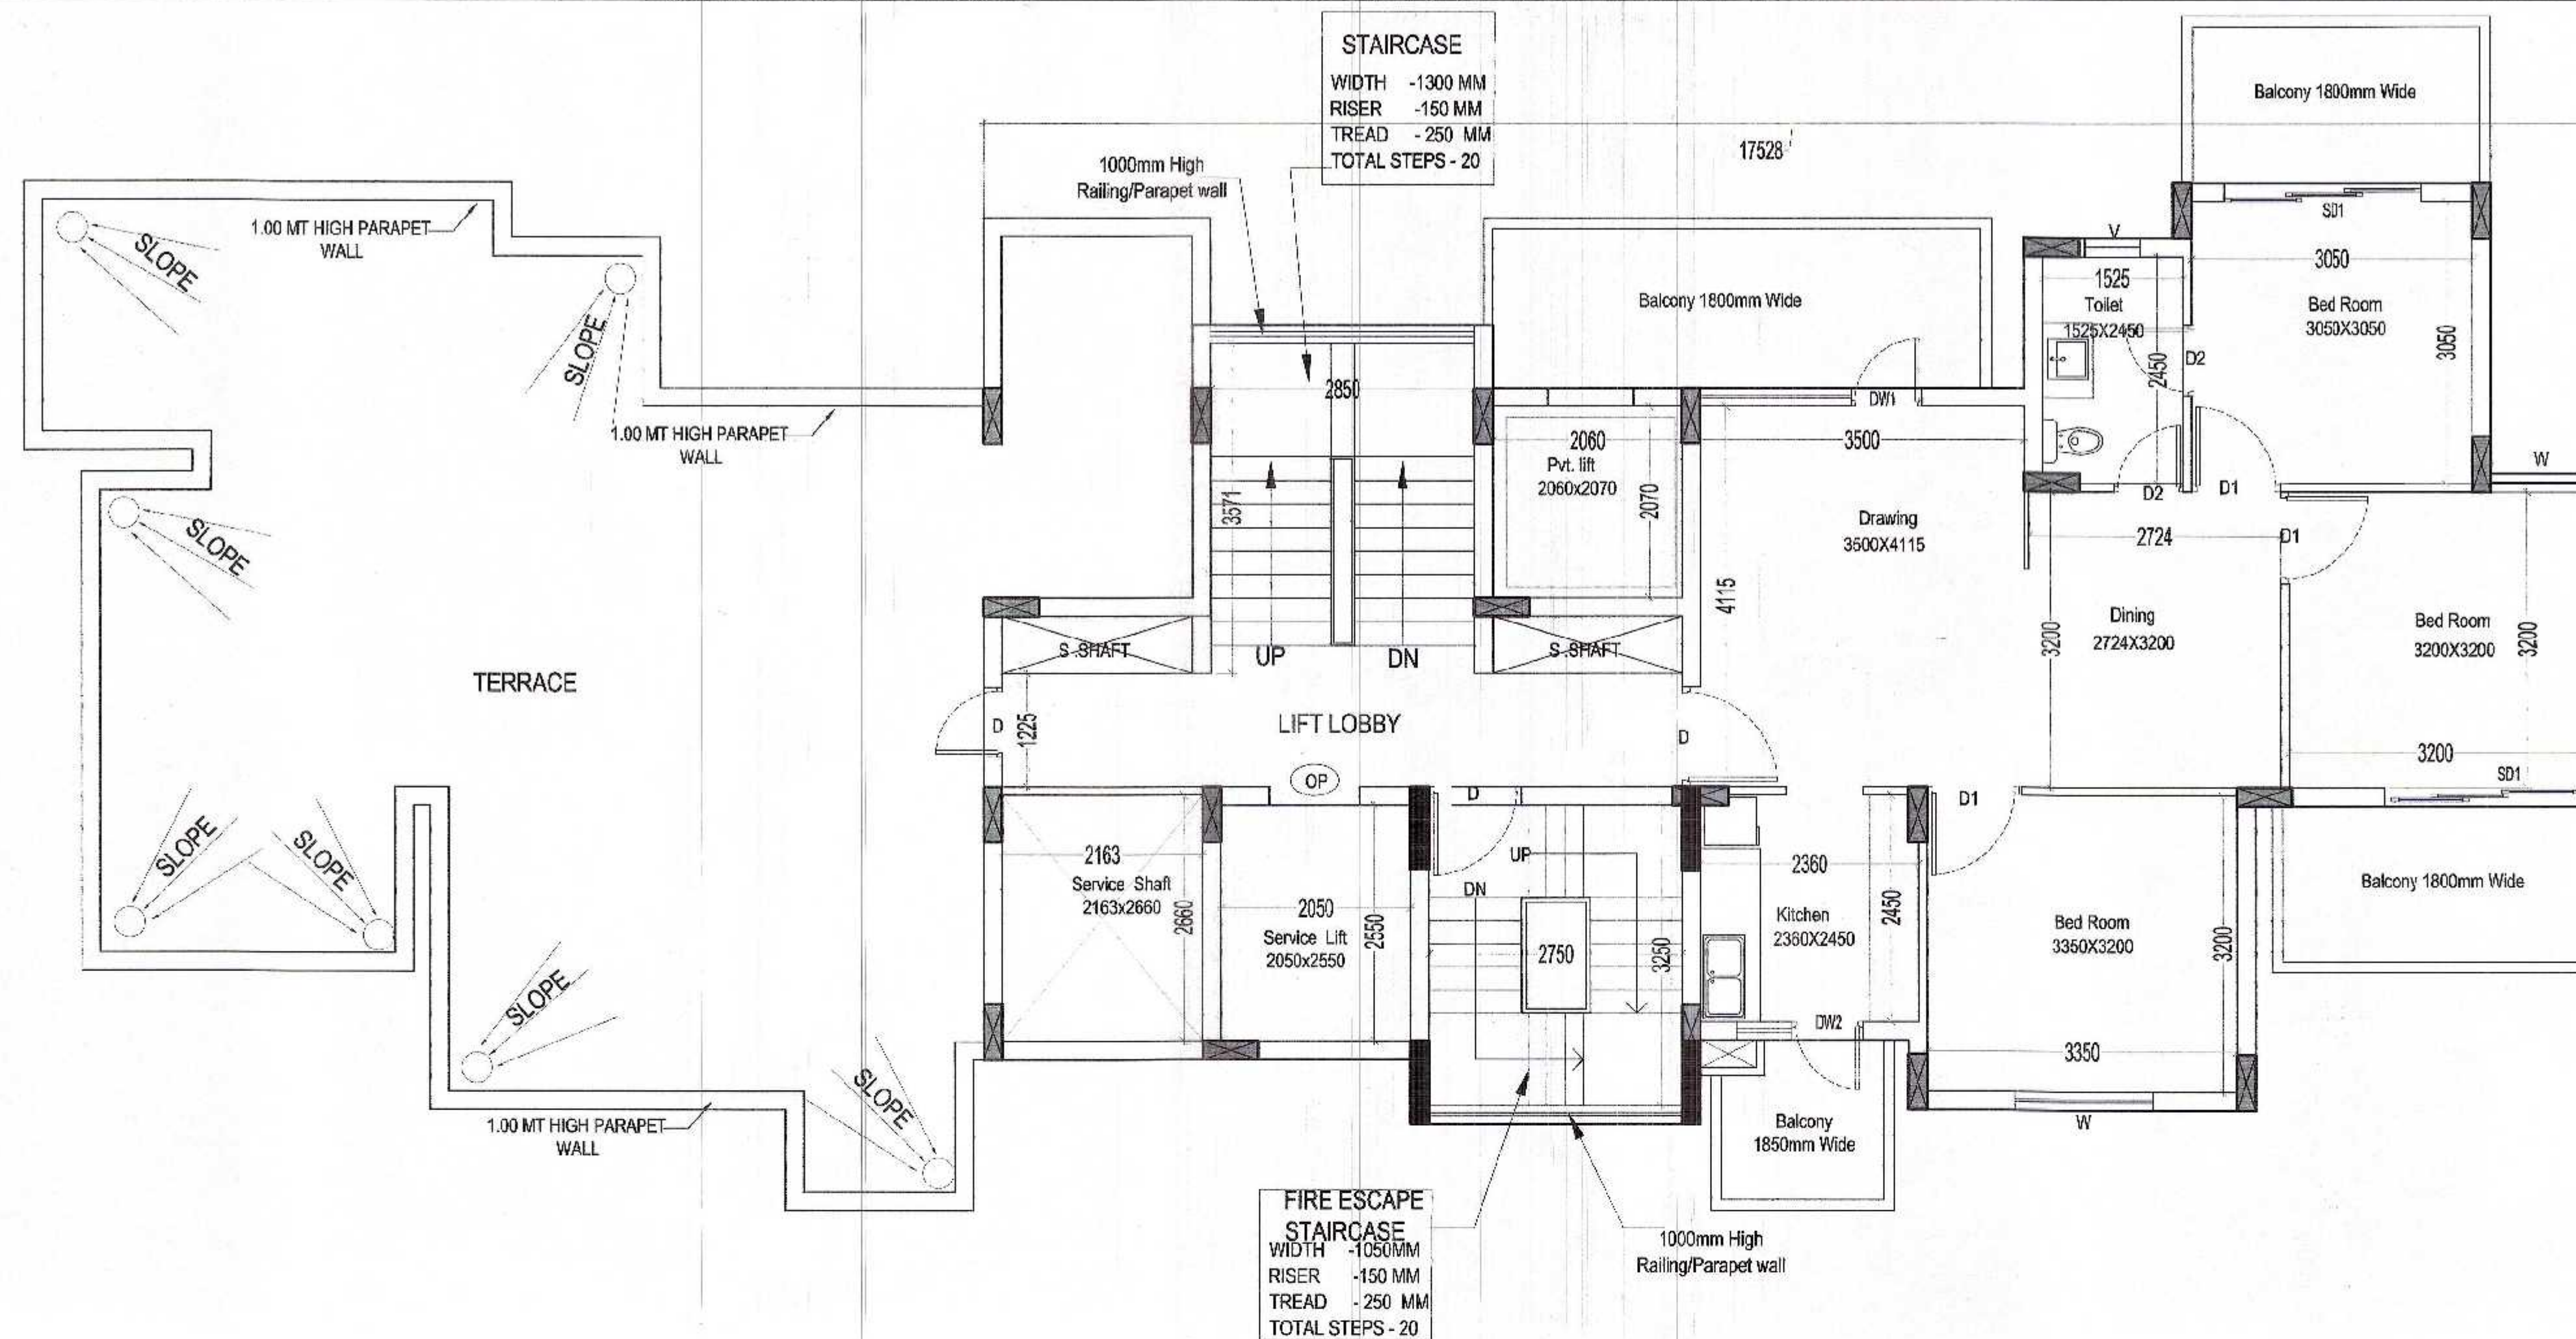 STAIRCASE
WIDTH -1300 MM
RISER -150 MM
TREAD - 250 MM
TOTAL STEPS - 20
Balcony 1800mm Wide
17528
1000mm High
Railing/Parapet wall
1.00 MT HIGH PARAPET
WALL
SLOPE
SLOPE
1.00 MT HIGH PARAPET
WALL
SLOPE
TERRACE
SLOPE
SLOPE
SLOPE
SLOPE
1.00 MT HIGH PARAPET
WALL
2850
3571
UP
DN
S .SHAFT
S .SHAFT
D
1225
LIFT LOBBY
D
OP
Balcony 1800mm Wide
DW1
2060
Pvt. lift
2060x2070
2070
3500
Drawing
3500X4115
4115
V
1525
Toilet
1525X2450
2450
D2
D2
D1
SD1
3050
Bed Room
3050X3050
3050
W
2724
D1
Dining
2724X3200
3200
Bed Room
3200X3200
3200
3200
SD1
Balcony 1800mm Wide
2163
Service Shaft
2163x2660
2660
2050
Service Lift
2050x2550
2550
D
UP
DN
2750
3250
2360
Kitchen
2360X2450
2450
DW2
D1
Bed Room
3350X3200
3200
3350
W
Balcony
1850mm Wide
FIRE ESCAPE
STAIRCASE
WIDTH -1050MM
RISER -150 MM
TREAD - 250 MM
TOTAL STEPS - 20
1000mm High
Railing/Parapet wall